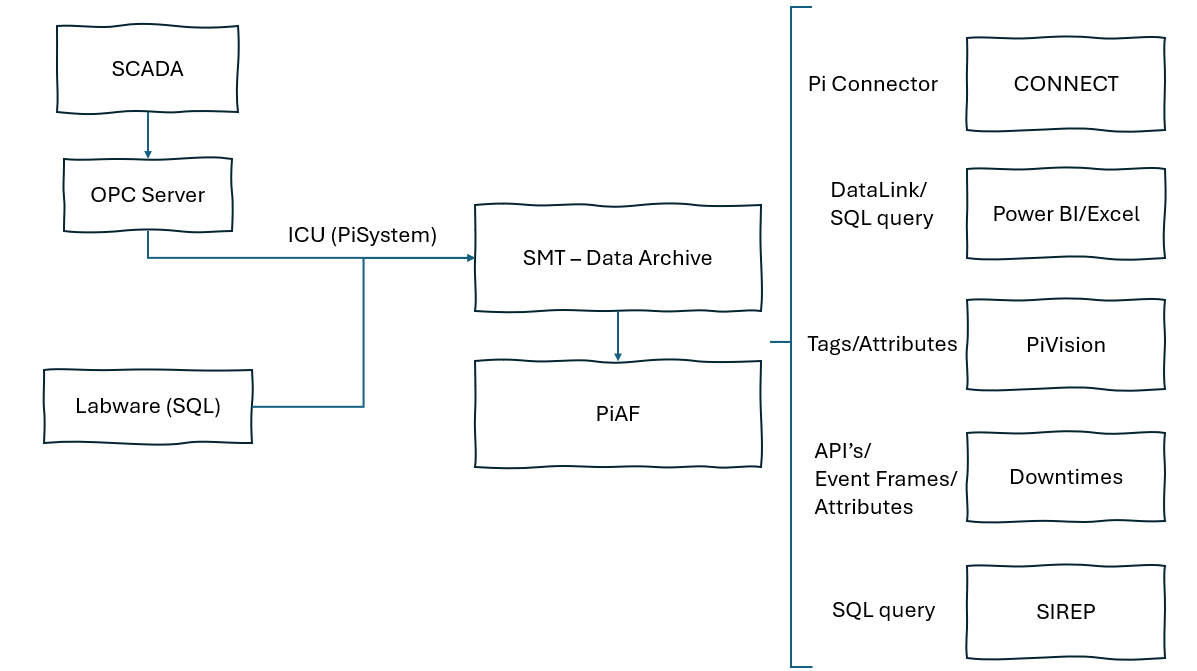 SCADA
OPC Server
ICU (PiSystem)
Labware (SQL)
SMT – Data Archive
PiAF
Pi Connector
CONNECT
DataLink/
SQL query
Power BI/Excel
Tags/Attributes
PiVision
API’s/
Event Frames/
Attributes
Downtimes
SQL query
SIREP